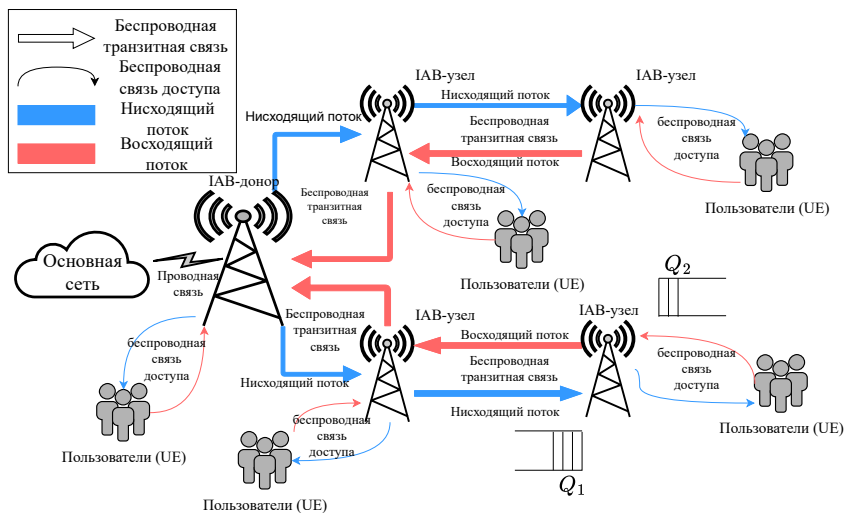 Беспроводная
транзитная связь
Беспроводная
связь доступа
Нисходящий
поток
Восходящий
поток
IAB-узел
IAB-узел
Нисходящий поток
Нисходящий поток
Беспроводная
транзитная связь
Восходящий поток
беспроводная
связь
доступа
Пользователи (UE)
IAB-донор
Беспроводная
транзитная
связь
беспроводная
связь
доступа
Пользователи (UE)
Основная
сеть
Проводная
связь
Q2
Беспроводная
транзитная
связь
IAB-узел
IAB-узел
Восходящий поток
Беспроводная
транзитная связь
Нисходящий поток
беспроводная
связь
доступа
Пользователи (UE)
беспроводная
связь
доступа
Нисходящий поток
Пользователи (UE)
беспроводная
связь
доступа
Пользователи (UE)
Q1